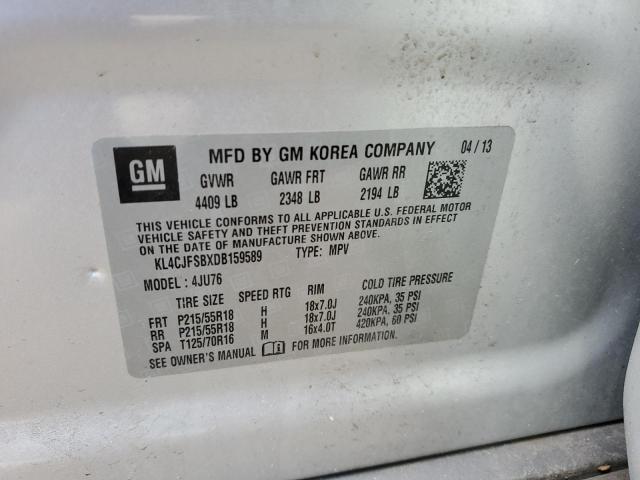 GM
MFD BY GM KOREA COMPANY 04 / 13
GVWR GAWR FRT GAWR RR
4409 LB 2348 LB 2194 LB
THIS VEHICLE CONFORMS TO ALL APPLICABLE U.S. FEDERAL MOTOR
VEHICLE SAFETY AND THEFT PREVENTION STANDARDS IN EFFECT
ON THE DATE OF MANUFACTURE SHOWN ABOVE.
KL4CJFSBXDB159589 TYPE: MPV
MODEL : 4JU76
TIRE SIZE SPEED RTG RIM COLD TIRE PRESSURE
FRT P215/55R18 H 18x7.0J 240KPA, 35 PSI
RR P215/55R18 H 18x7.0J 240KPA, 35 PSI
SPA T125/70R16 M 16x4.0T 420KPA, 60 PSI
SEE OWNER'S MANUAL FOR MORE INFORMATION